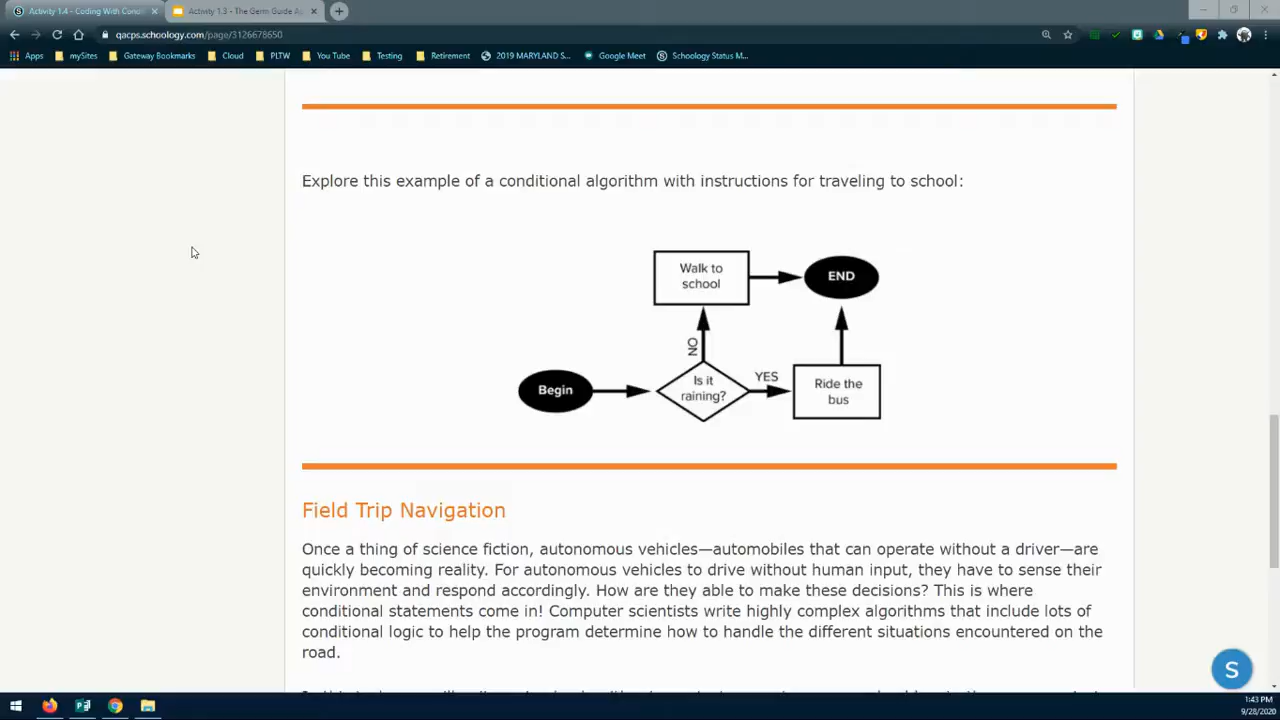 Activity 1.4 - Coding With Cond
Activity 1.3 - The Germ Guide A
qacps.schoology.com/page/3126678650
Apps mySites Gateway Bookmarks Cloud PLTW You Tube Testing Retirement 2019 MARYLAND S... Google Meet Schoology Status M...
Explore this example of a conditional algorithm with instructions for traveling to school:
Walk to
school
END
NO
Begin
Is it
raining?
YES
Ride the
bus
Field Trip Navigation
Once a thing of science fiction, autonomous vehicles—automobiles that can operate without a driver—are
quickly becoming reality. For autonomous vehicles to drive without human input, they have to sense their
environment and respond accordingly. How are they able to make these decisions? This is where
conditional statements come in! Computer scientists write highly complex algorithms that include lots of
conditional logic to help the program determine how to handle the different situations encountered on the
road.
S
1:43 PM
9/28/2020